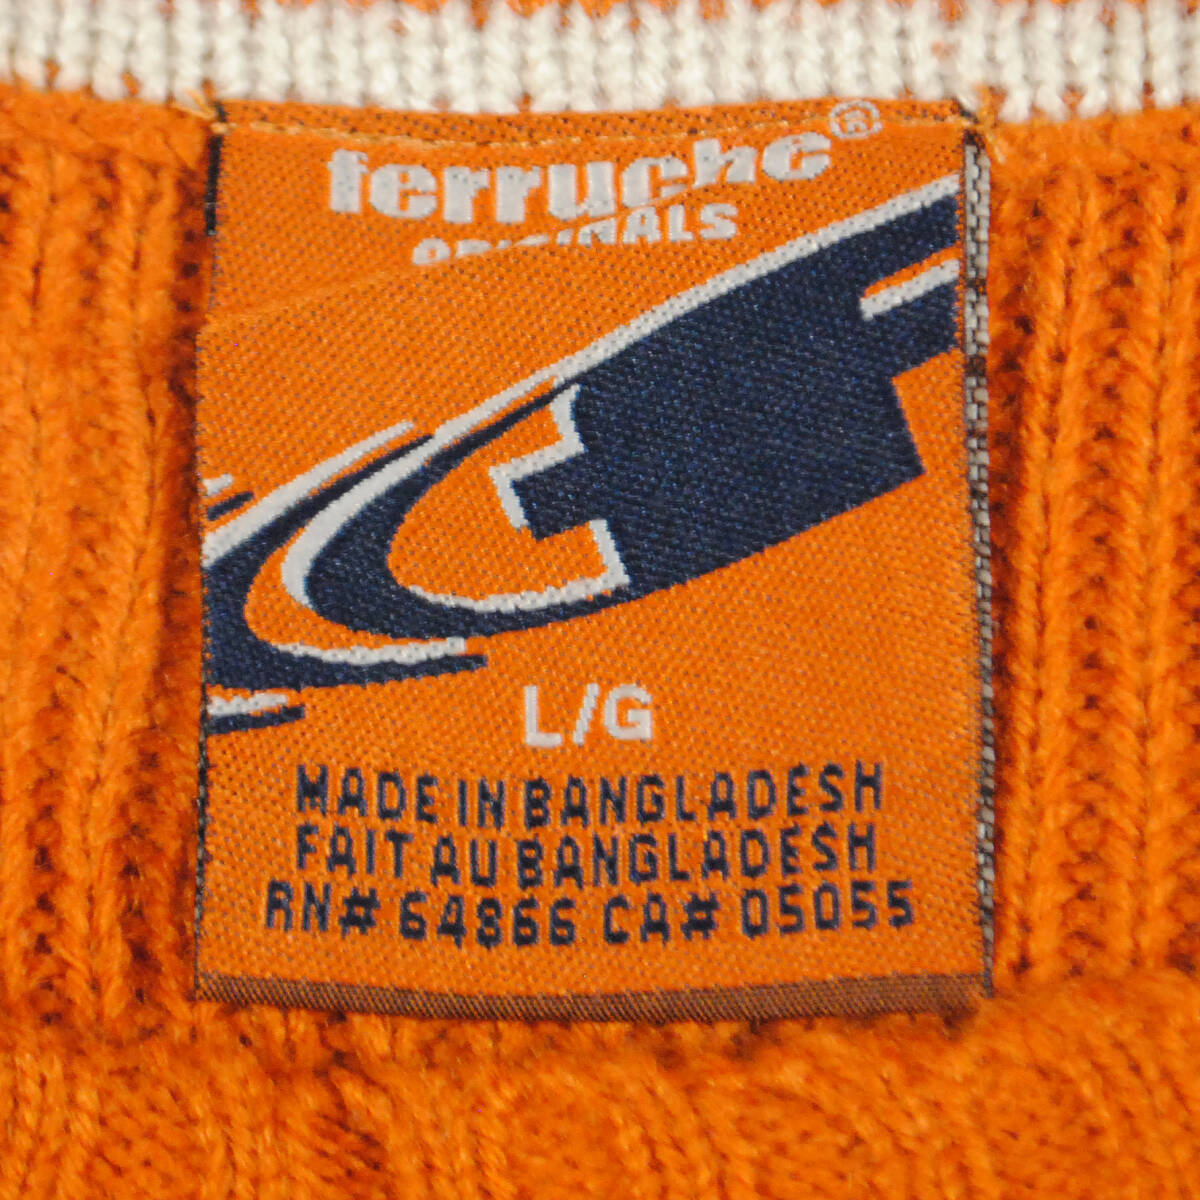 ferruche®
ORIGINALS
L/G
MADE IN BANGLADESH
FAIT AU BANGLADESH
RN# 64866 CA# 05055